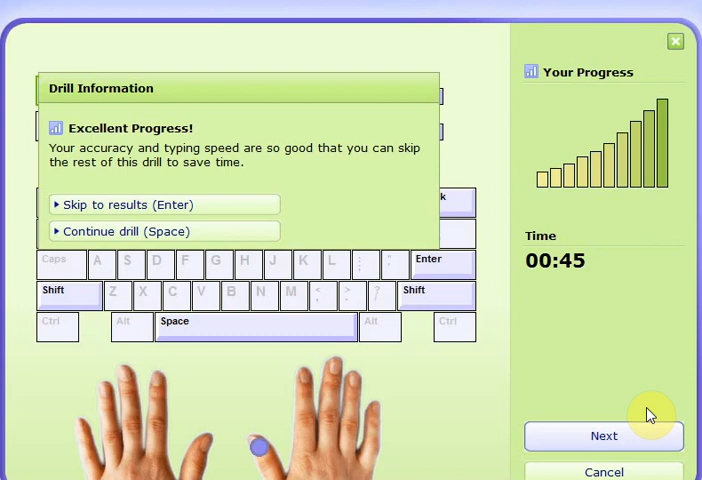 Drill Information
Excellent Progress!
Your accuracy and typing speed are so good that you can skip
the rest of this drill to save time.
Skip to results (Enter)
Continue drill (Space)
k
Caps A S D F G H J K L ; : " ' Enter
Shift Z X C V B N M < , > . ? / Shift
Ctrl Alt Space Alt Ctrl
Your Progress
Time
00:45
Next
Cancel